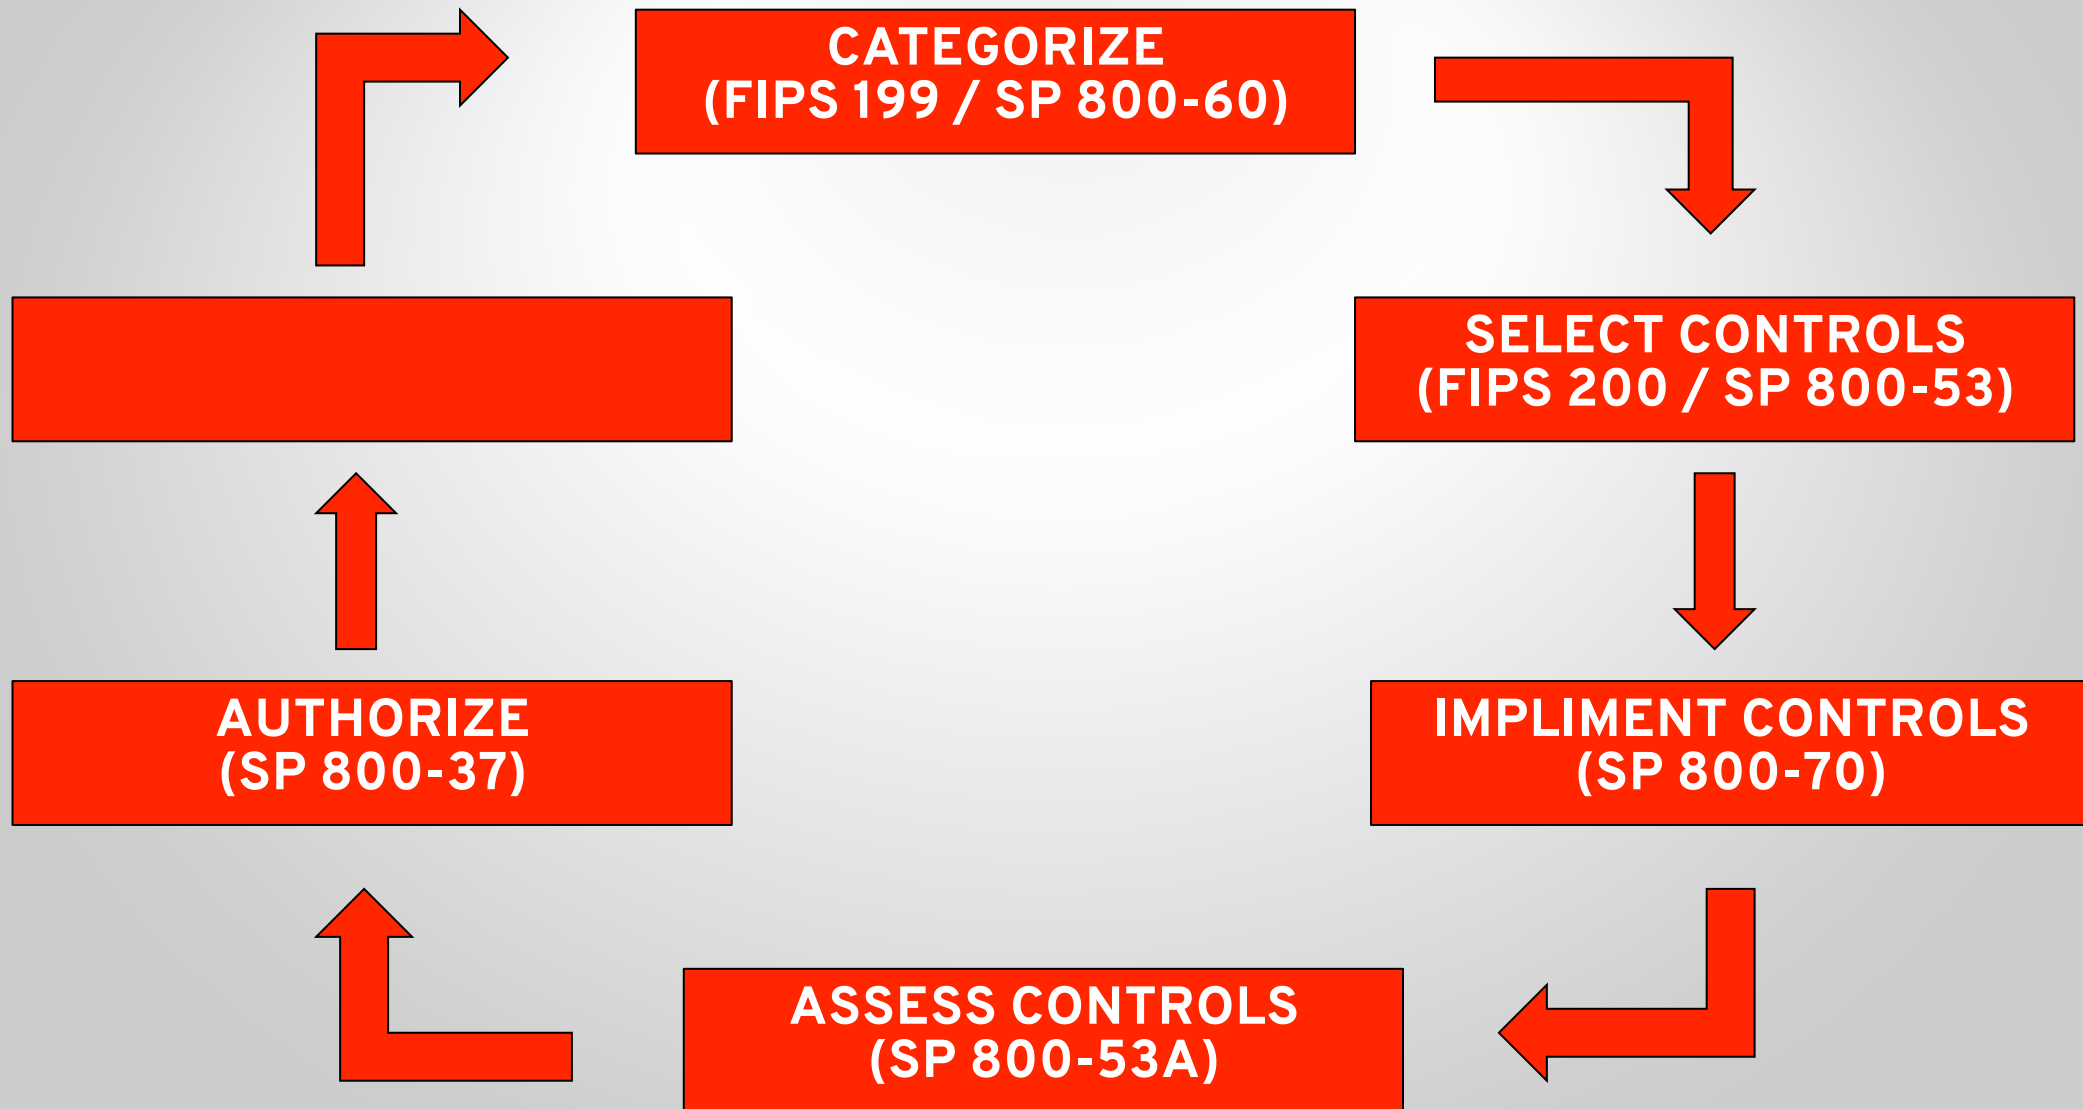 CATEGORIZE
(FIPS 199 / SP 800-60)
SELECT CONTROLS
(FIPS 200 / SP 800-53)
IMPLIMENT CONTROLS
(SP 800-70)
ASSESS CONTROLS
(SP 800-53A)
AUTHORIZE
(SP 800-37)